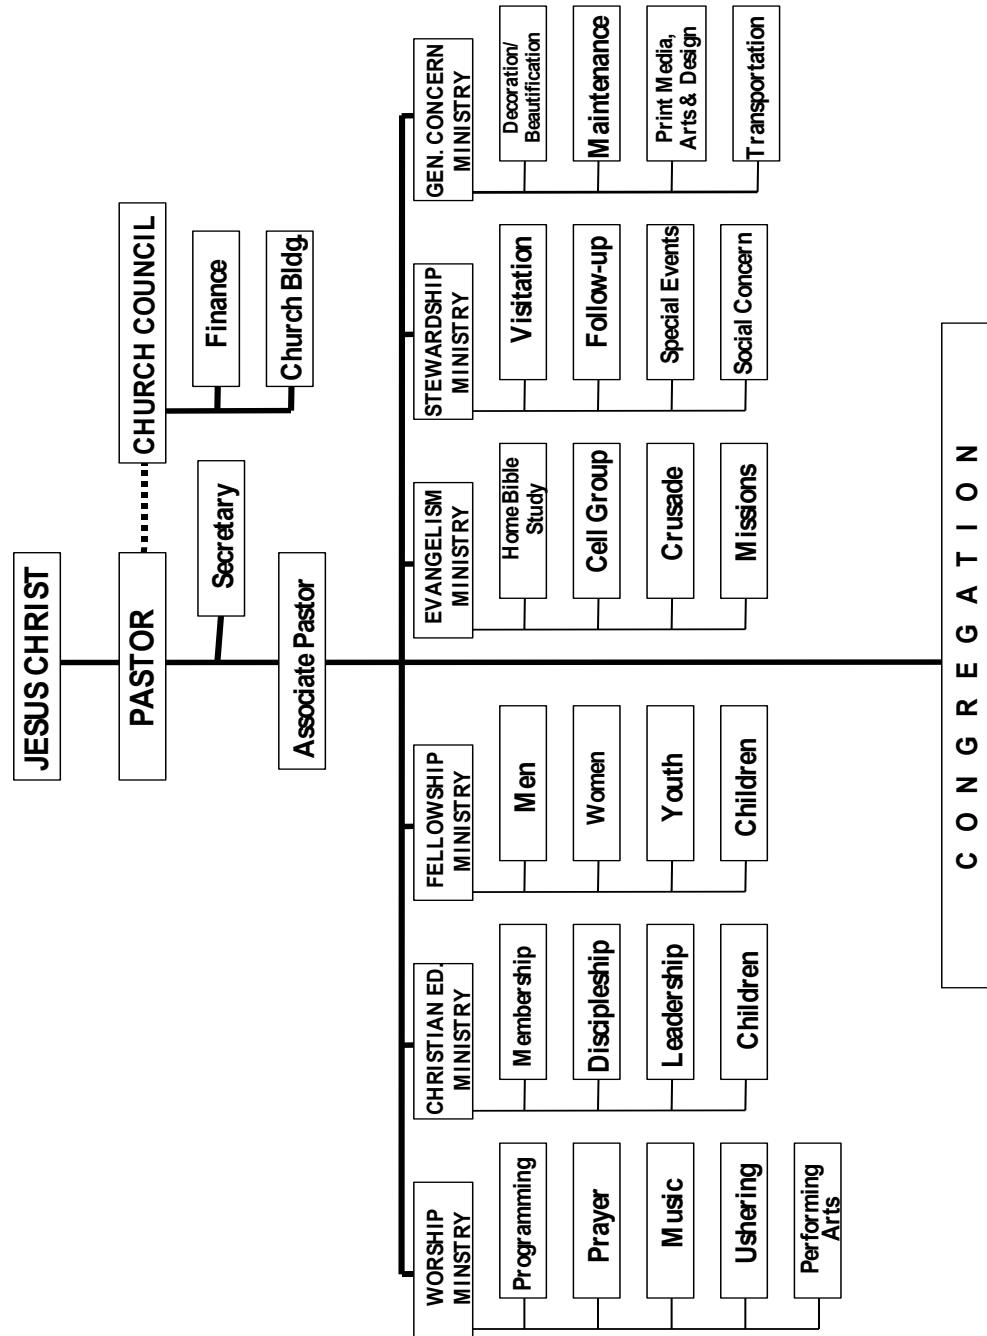 JESUS CHRIST
PASTOR
CHURCH COUNCIL
Secretary
Finance
Church Bldg.
Associate Pastor
WORSHIP
MINSTRY
Programming
Prayer
Music
Ushering
Performing
Arts
CHRISTIAN ED.
MINISTRY
Membership
Discipleship
Leadership
Children
FELLOWSHIP
MINISTRY
Men
Women
Youth
Children
EVANGELISM
MINISTRY
Home Bible
Study
Cell Group
Crusade
Missions
STEWARDSHIP
MINISTRY
Visitation
Follow-up
Special Events
Social Concern
GEN. CONCERN
MINISTRY
Decoration/
Beautification
Maintenance
Print Media,
Arts & Design
Transportation
CONGREGATION